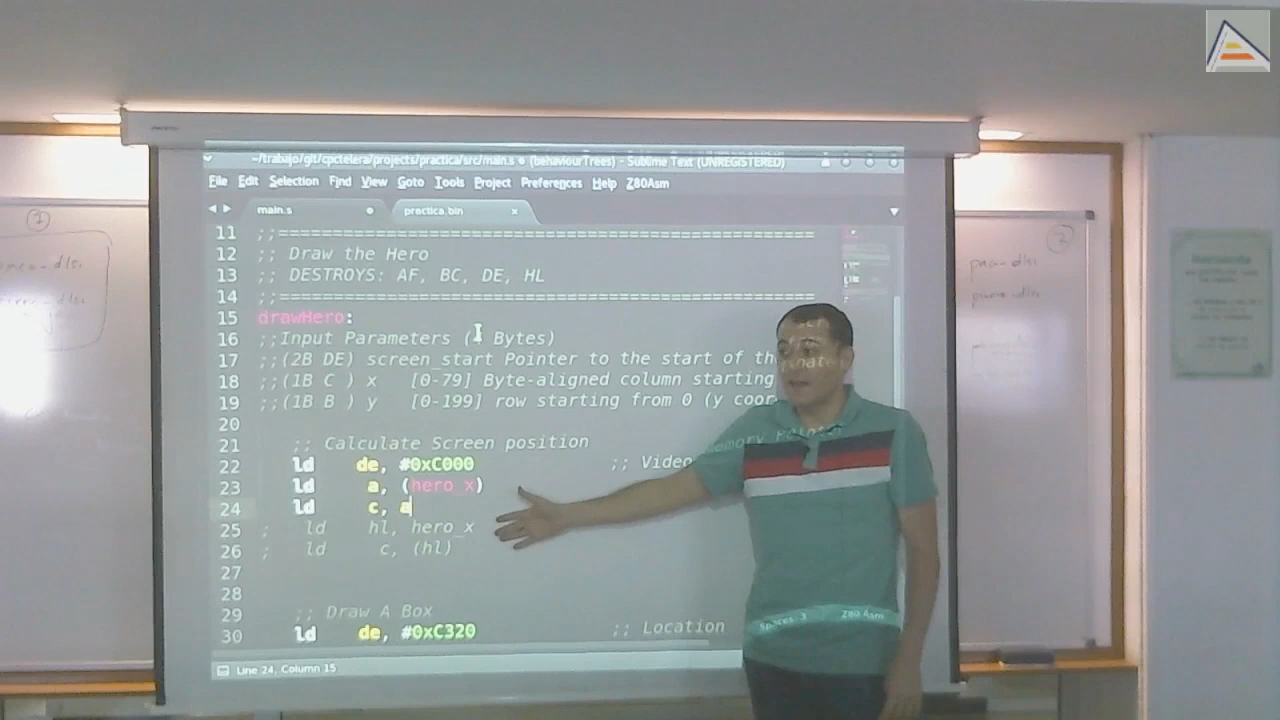 ~/trabajo/git/cpctelera/projects/practica/src/main.s • (behaviourTrees) - Sublime Text (UNREGISTERED)
File Edit Selection Find View Goto Tools Project Preferences Help Z80Asm
main.s practica.bin
11 ;;====================================================
12 ;; Draw the Hero
13 ;; DESTROYS: AF, BC, DE, HL
14 ;;====================================================
15 drawHero:
16 ;;Input Parameters ( Bytes)
17 ;;(2B DE) screen_start Pointer to the start of the
18 ;;(1B C ) x [0-79] Byte-aligned column starting
19 ;;(1B B ) y [0-199] row starting from 0 (y coor
20
21 ;; Calculate Screen position
22 ld de, #0xC000 ;; Video
23 ld a, (hero_x)
24 ld c, a
25 ; ld hl, hero_x
26 ; ld c, (hl)
27
28
29 ;; Draw A Box
30 ld de, #0xC320 ;; Location
Line 24, Column 15 Spaces: 3 Z80 Asm